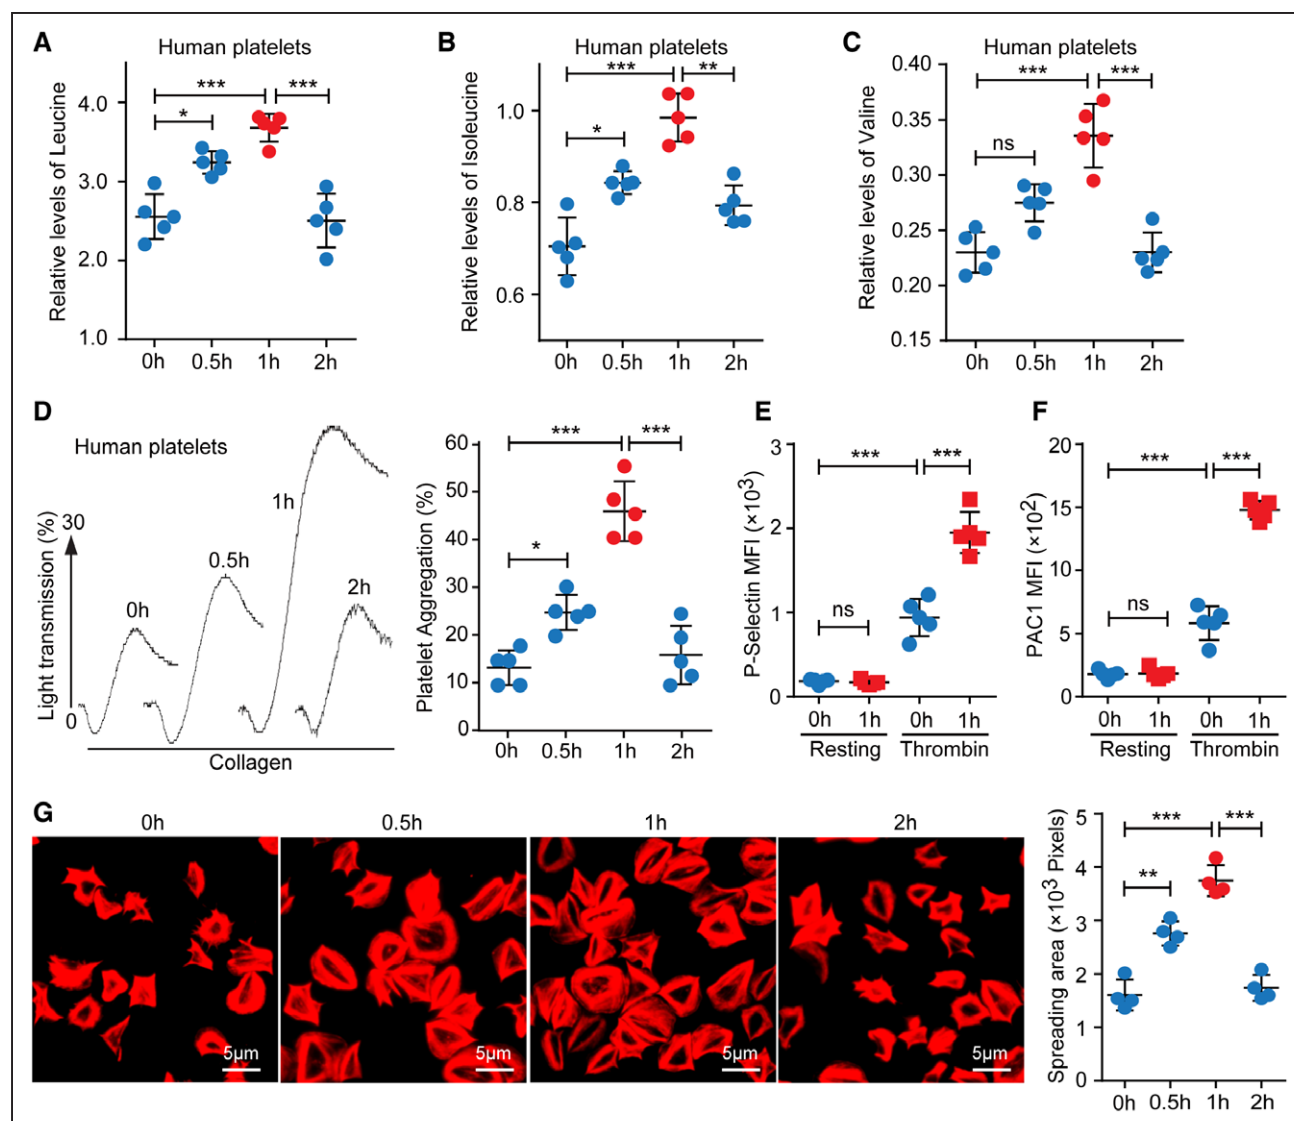 A
Human platelets
Relative levels of Leucine
4.0
3.0
2.0
1.0
***
***
*
0h 0.5h 1h 2h
B
Human platelets
Relative levels of Isoleucine
1.0
0.8
0.6
***
**
*
0h 0.5h 1h 2h
C
Human platelets
Relative levels of Valine
0.40
0.35
0.30
0.25
0.20
0.15
***
***
ns
0h 0.5h 1h 2h
D
Human platelets
Light transmission (%)
30
0
0h
0.5h
1h
2h
Collagen
Platelet Aggregation (%)
60
50
40
30
20
10
0
***
***
*
0h 0.5h 1h 2h
E
P-Selectin MFI (×10³)
3
2
1
0
***
***
ns
0h 1h 0h 1h
Resting Thrombin
F
PAC1 MFI (×10²)
20
15
10
5
0
***
***
ns
0h 1h 0h 1h
Resting Thrombin
G
0h 0.5h 1h 2h
5μm 5μm 5μm 5μm
Spreading area (×10³ Pixels)
5
4
3
2
1
0
***
***
**
0h 0.5h 1h 2h